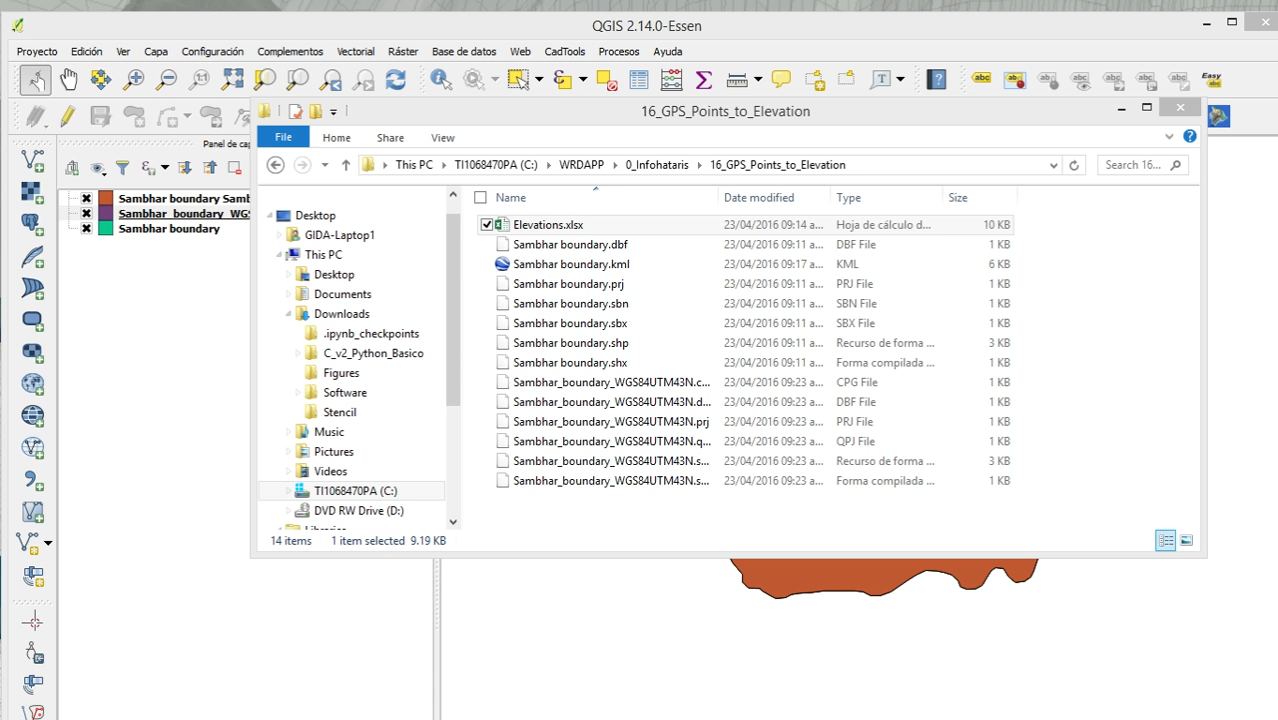 QGIS 2.14.0-Essen
Proyecto Edición Ver Capa Configuración Complementos Vectorial Ráster Base de datos Web CadTools Procesos Ayuda
16_GPS_Points_to_Elevation
File Home Share View
This PC TI1068470PA (C:) WRDAPP 0_Infohataris 16_GPS_Points_to_Elevation Search 16...
Panel de cap
Sambhar boundary Samb
Sambhar_boundary_WGS
Sambhar boundary
Desktop
GIDA-Laptop1
This PC
Desktop
Documents
Downloads
.ipynb_checkpoints
C_v2_Python_Basico
Figures
Software
Stencil
Music
Pictures
Videos
TI1068470PA (C:)
DVD RW Drive (D:)
Libraries
Name Date modified Type Size
Elevations.xlsx 23/04/2016 09:14 a... Hoja de cálculo d... 10 KB
Sambhar boundary.dbf 23/04/2016 09:11 a... DBF File 1 KB
Sambhar boundary.kml 23/04/2016 09:17 a... KML 6 KB
Sambhar boundary.prj 23/04/2016 09:11 a... PRJ File 1 KB
Sambhar boundary.sbn 23/04/2016 09:11 a... SBN File 1 KB
Sambhar boundary.sbx 23/04/2016 09:11 a... SBX File 1 KB
Sambhar boundary.shp 23/04/2016 09:11 a... Recurso de forma ... 3 KB
Sambhar boundary.shx 23/04/2016 09:11 a... Forma compilada ... 1 KB
Sambhar_boundary_WGS84UTM43N.c... 23/04/2016 09:23 a... CPG File 1 KB
Sambhar_boundary_WGS84UTM43N.d... 23/04/2016 09:23 a... DBF File 1 KB
Sambhar_boundary_WGS84UTM43N.prj 23/04/2016 09:23 a... PRJ File 1 KB
Sambhar_boundary_WGS84UTM43N.q... 23/04/2016 09:23 a... QPJ File 1 KB
Sambhar_boundary_WGS84UTM43N.s... 23/04/2016 09:23 a... Recurso de forma ... 3 KB
Sambhar_boundary_WGS84UTM43N.s... 23/04/2016 09:23 a... Forma compilada ... 1 KB
14 items 1 item selected 9.19 KB